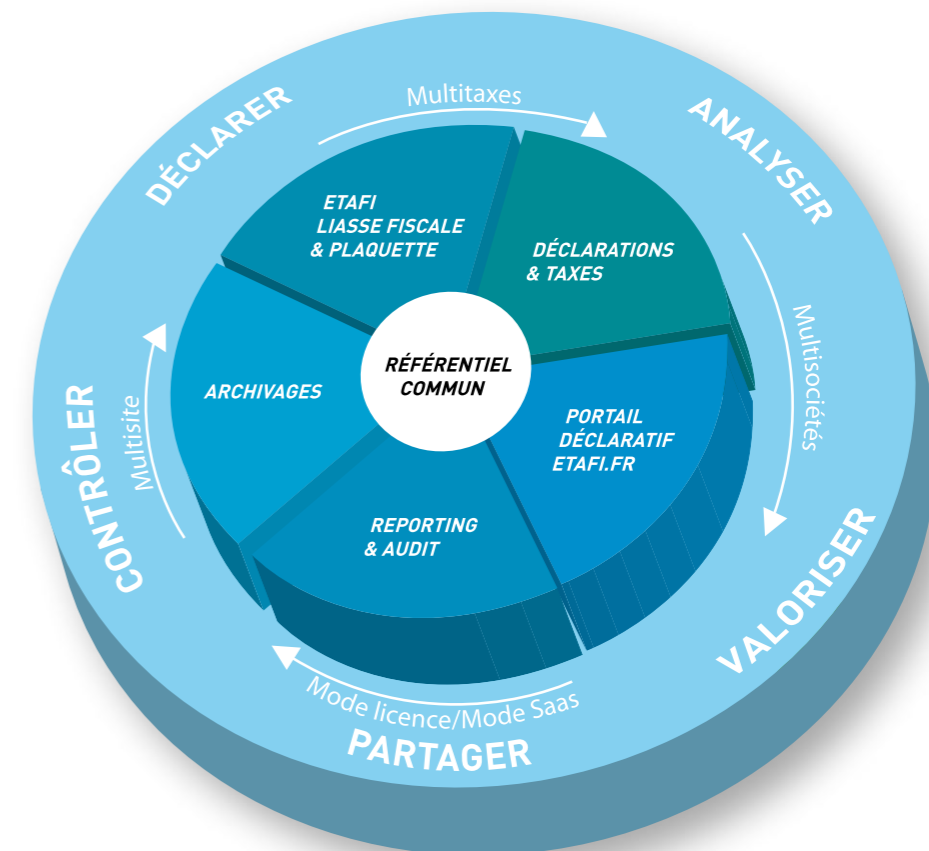 DÉCLARER
Multitaxes
ANALYSER
ETAFI
LIASSE FISCALE
& PLAQUETTE
DÉCLARATIONS
& TAXES
RÉFÉRENTIEL
COMMUN
ARCHIVAGES
PORTAIL
DÉCLARATIF
ETAFI.FR
REPORTING
& AUDIT
Multisociétés
Multisite
CONTRÔLER
VALORISER
Mode licence/Mode Saas
PARTAGER